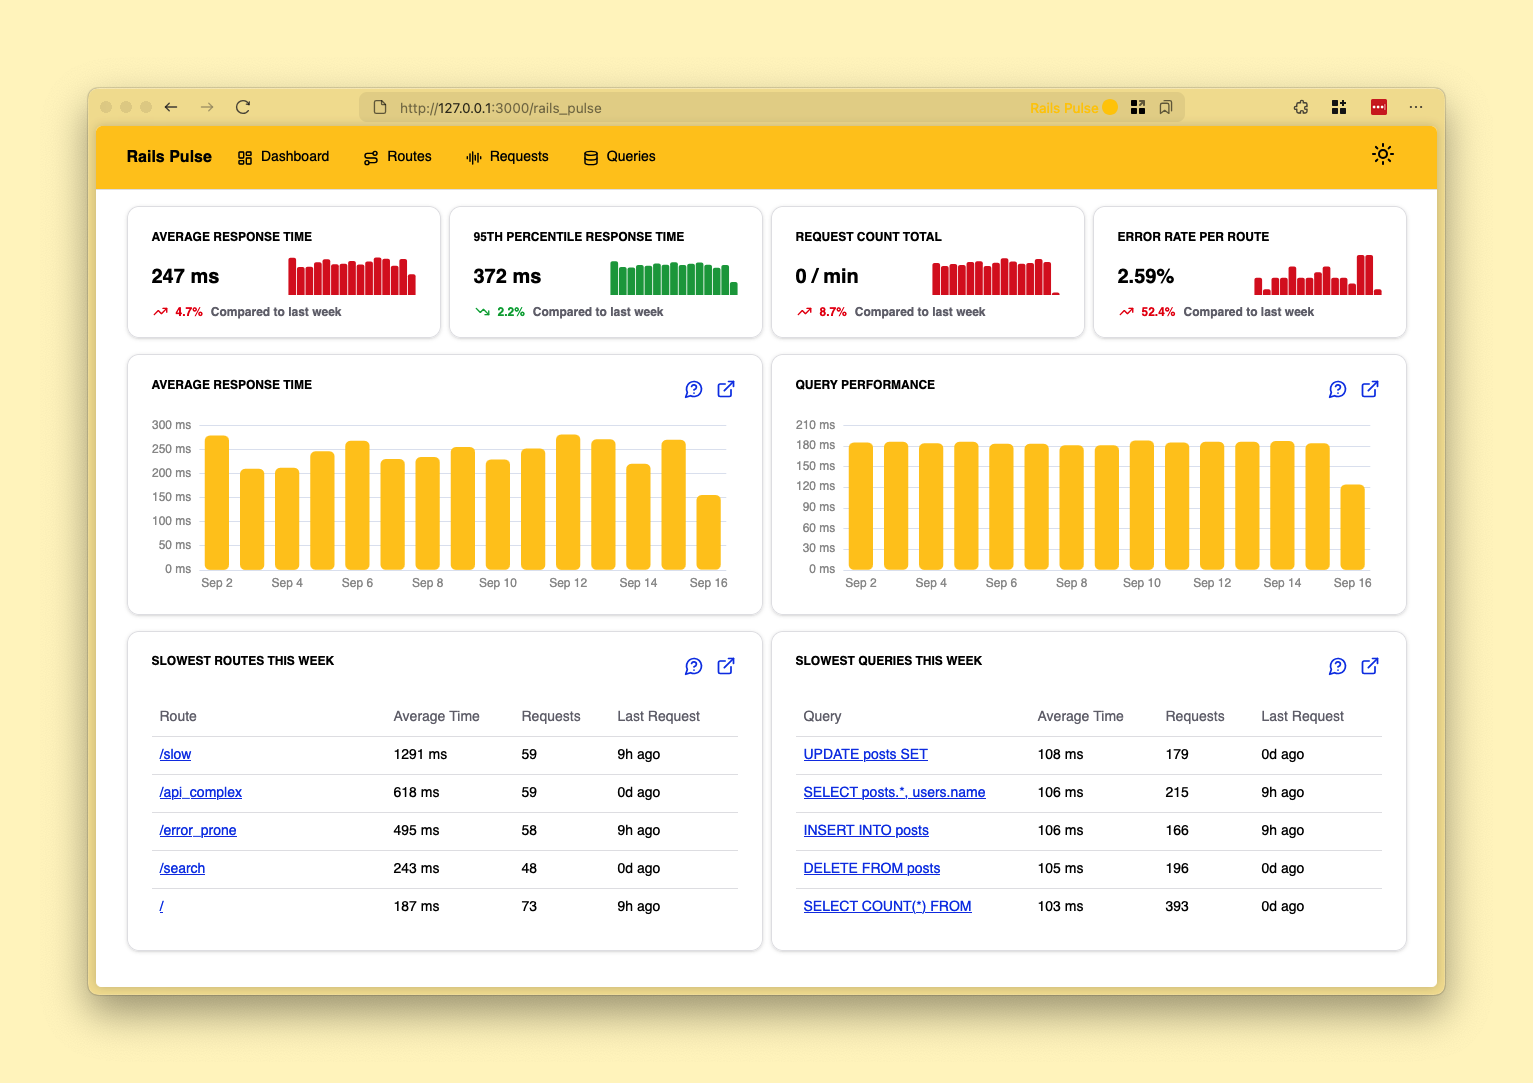 http://127.0.0.1:3000/rails_pulse Rails Pulse
Rails Pulse Dashboard Routes Requests Queries
AVERAGE RESPONSE TIME
247 ms
4.7% Compared to last week
95TH PERCENTILE RESPONSE TIME
372 ms
2.2% Compared to last week
REQUEST COUNT TOTAL
0 / min
8.7% Compared to last week
ERROR RATE PER ROUTE
2.59%
52.4% Compared to last week
AVERAGE RESPONSE TIME
300 ms
250 ms
200 ms
150 ms
100 ms
50 ms
0 ms
Sep 2 Sep 4 Sep 6 Sep 8 Sep 10 Sep 12 Sep 14 Sep 16
QUERY PERFORMANCE
210 ms
180 ms
150 ms
120 ms
90 ms
60 ms
30 ms
0 ms
Sep 2 Sep 4 Sep 6 Sep 8 Sep 10 Sep 12 Sep 14 Sep 16
SLOWEST ROUTES THIS WEEK
Route Average Time Requests Last Request
/slow 1291 ms 59 9h ago
/api_complex 618 ms 59 0d ago
/error_prone 495 ms 58 9h ago
/search 243 ms 48 0d ago
/ 187 ms 73 9h ago
SLOWEST QUERIES THIS WEEK
Query Average Time Requests Last Request
UPDATE posts SET 108 ms 179 0d ago
SELECT posts.*, users.name 106 ms 215 9h ago
INSERT INTO posts 106 ms 166 9h ago
DELETE FROM posts 105 ms 196 0d ago
SELECT COUNT(*) FROM 103 ms 393 0d ago